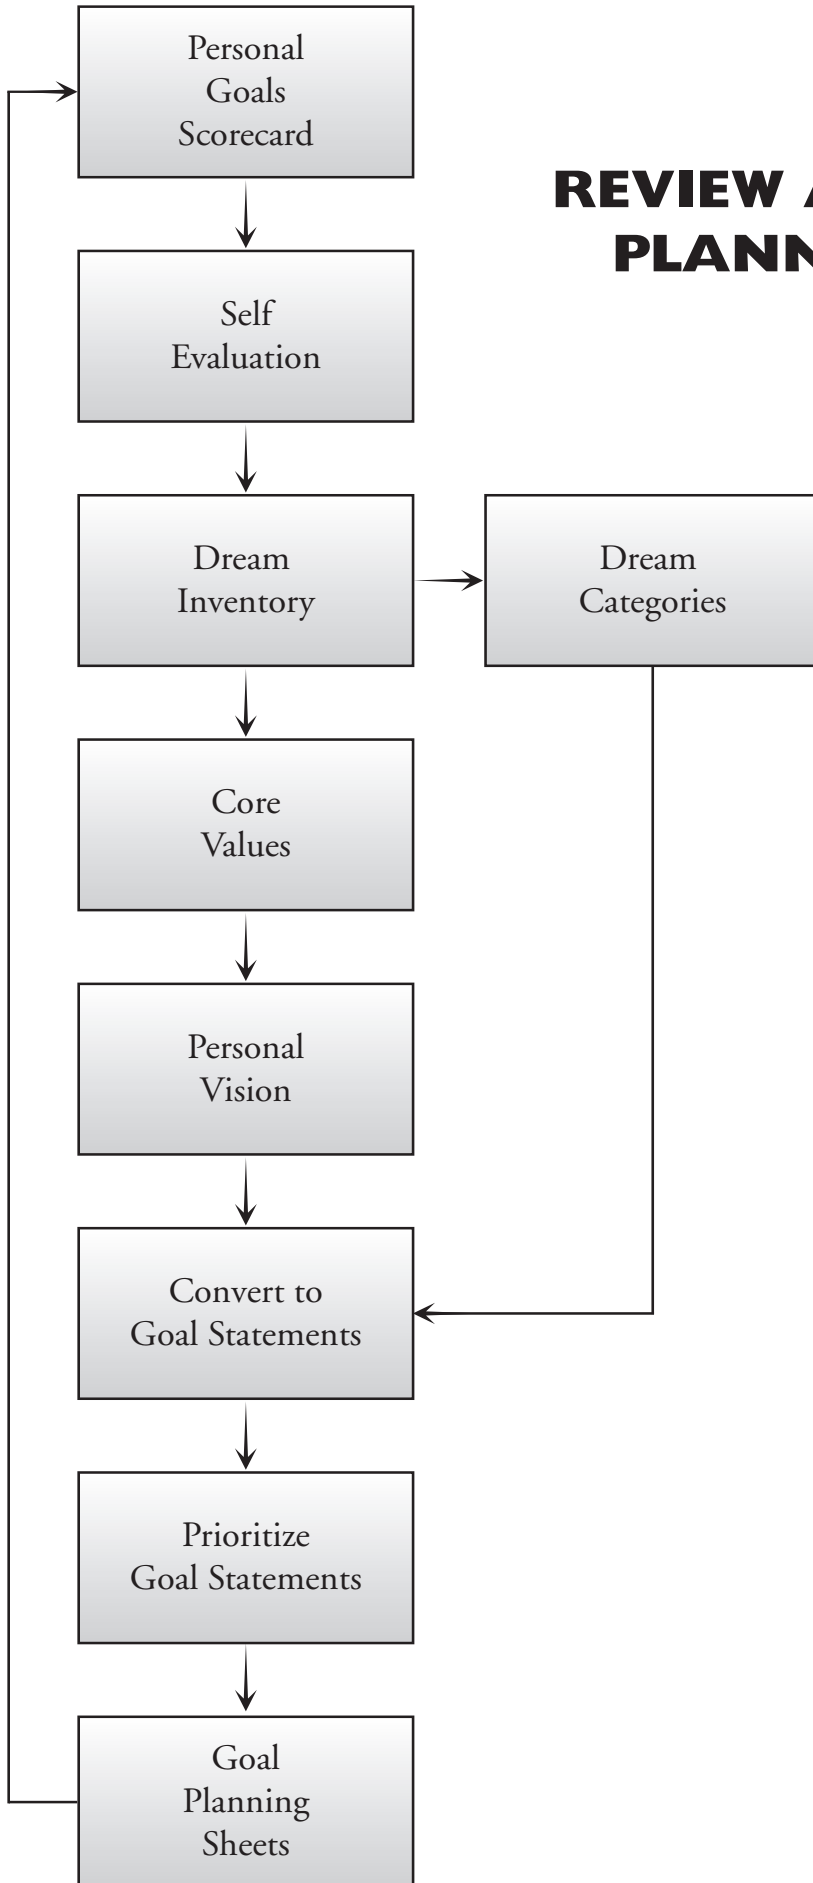 Personal
Goals
Scorecard
REVIEW
Self
Evaluation
Dream
Inventory
Dream
Categories
Core
Values
Personal
Vision
Convert to
Goal Statements
Prioritize
Goal Statements
Goal
Planning
Sheets